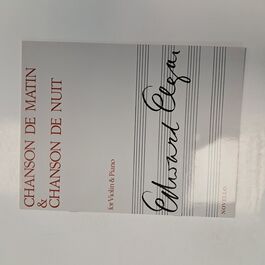 CHANSON DE MATIN
&
CHANSON DE NUIT
for Violin & Piano
Edward Elgar
NOVELLO